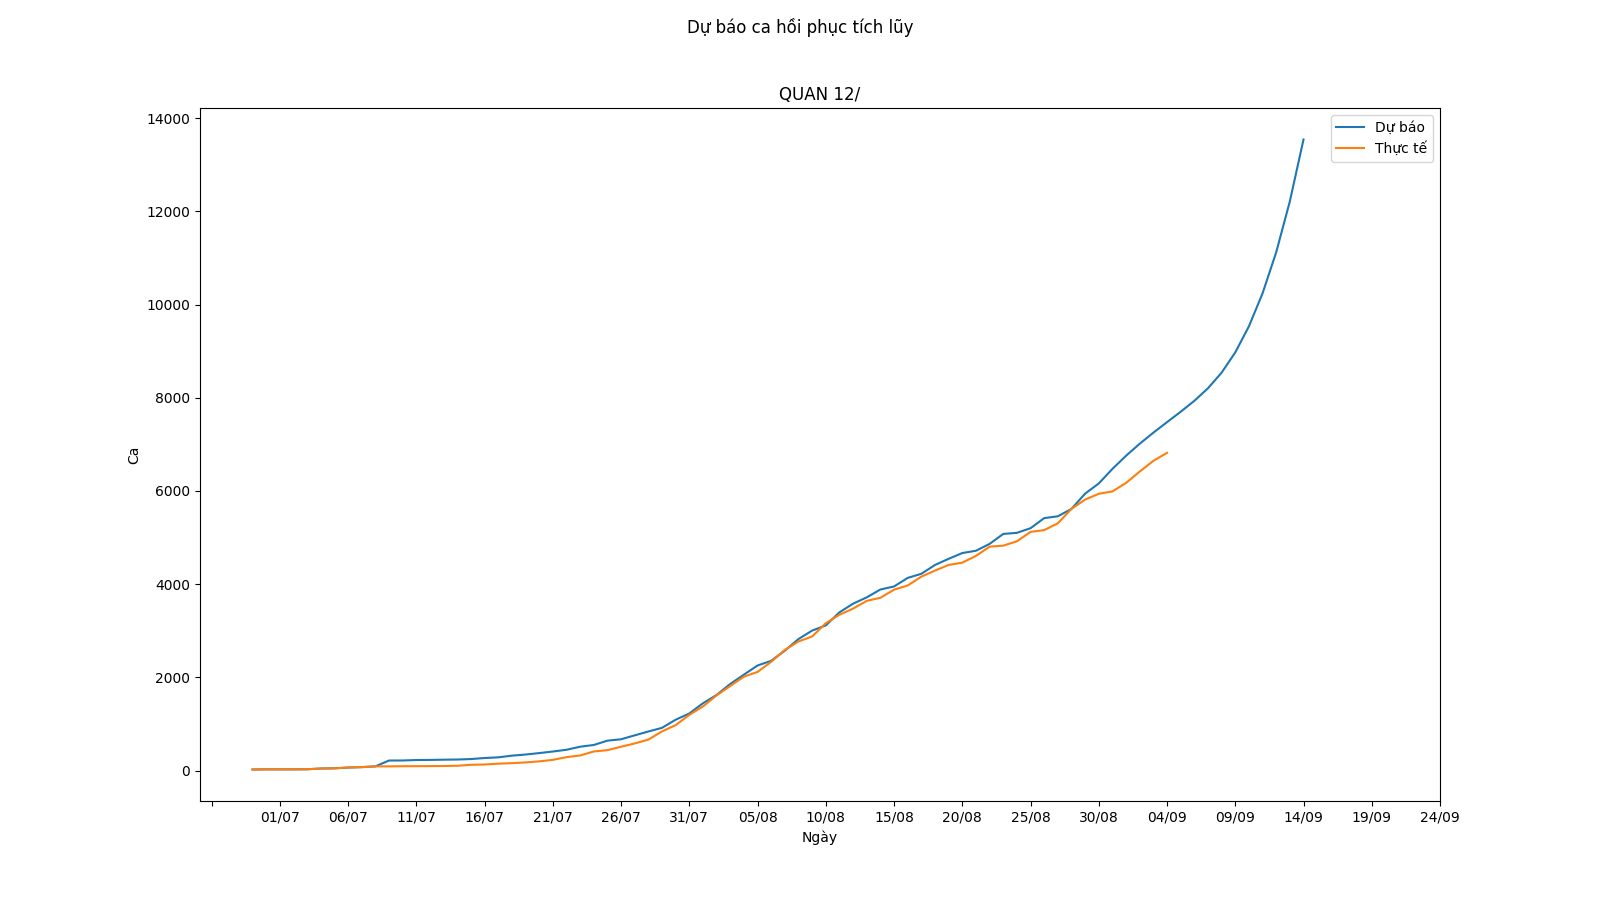 Dự báo ca hồi phục tích lũy
QUAN 12/
Dự báo
Thực tế
14000
12000
10000
8000
6000
4000
2000
0
Ca
01/07 06/07 11/07 16/07 21/07 26/07 31/07 05/08 10/08 15/08 20/08 25/08 30/08 04/09 09/09 14/09 19/09 24/09
Ngày